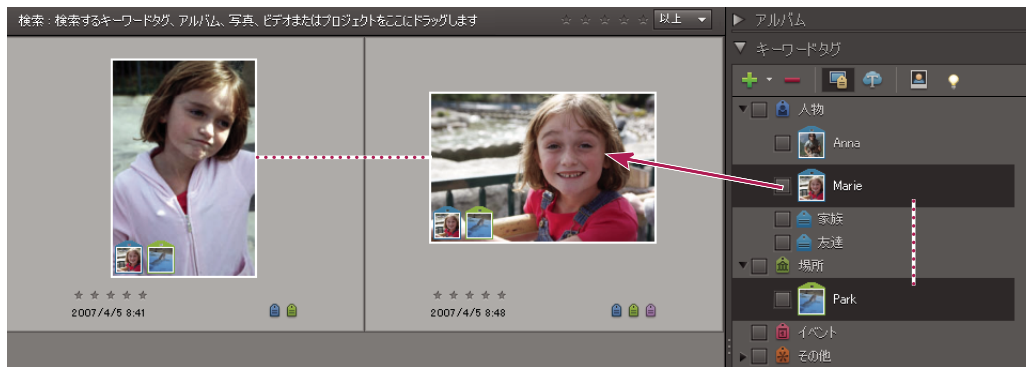 検索 : 検索するキーワードタグ、アルバム、写真、ビデオまたはプロジェクトをここにドラッグします
以上
アルバム
キーワードタグ
人物
Anna
Marie
家族
友達
場所
Park
イベント
その他
2007/4/5 8:41
2007/4/5 8:48